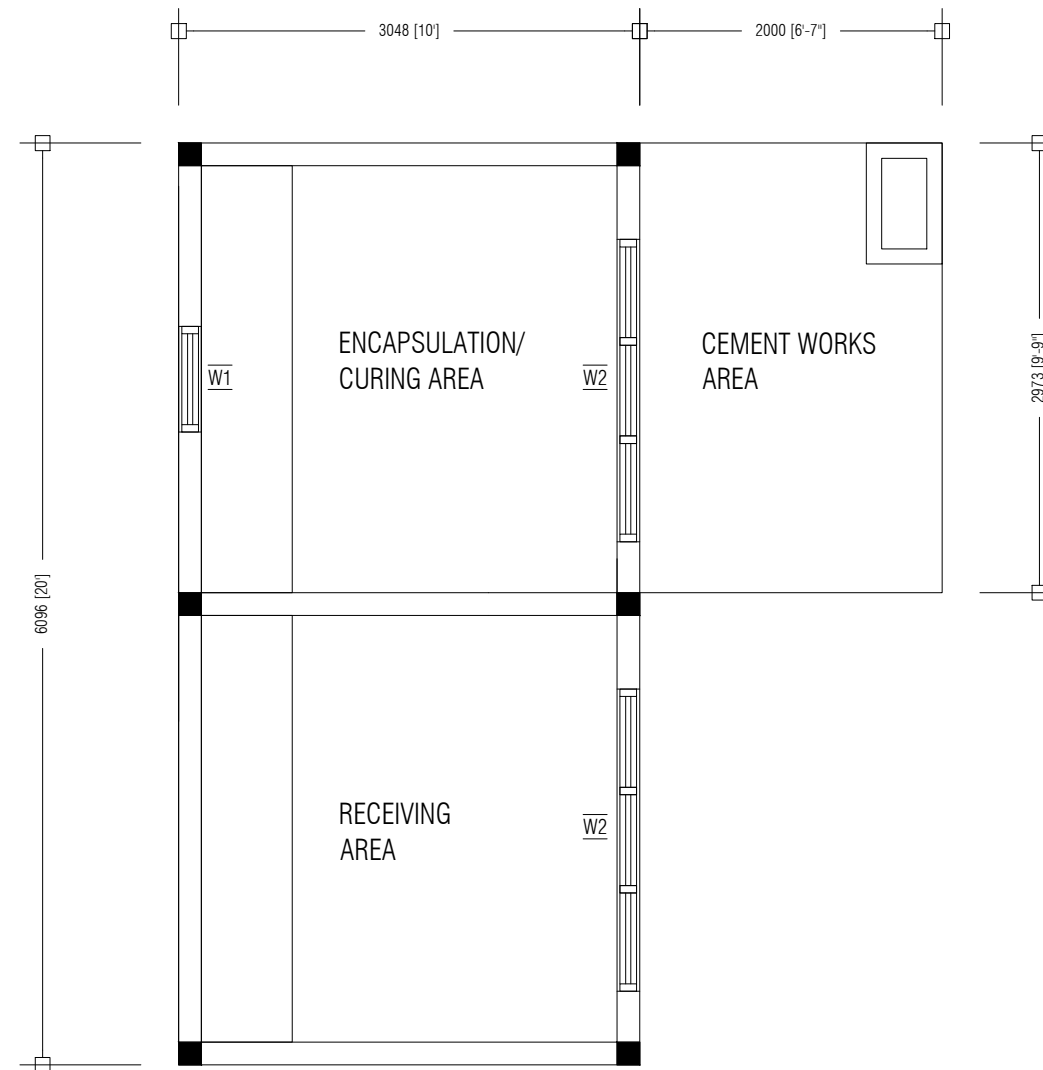 3048 [10']
2000 [6'-7"]
ENCAPSULATION/
CURING AREA
CEMENT WORKS
AREA
W1
W2
2973 [9'-9"]
6096 [20']
RECEIVING
AREA
W2